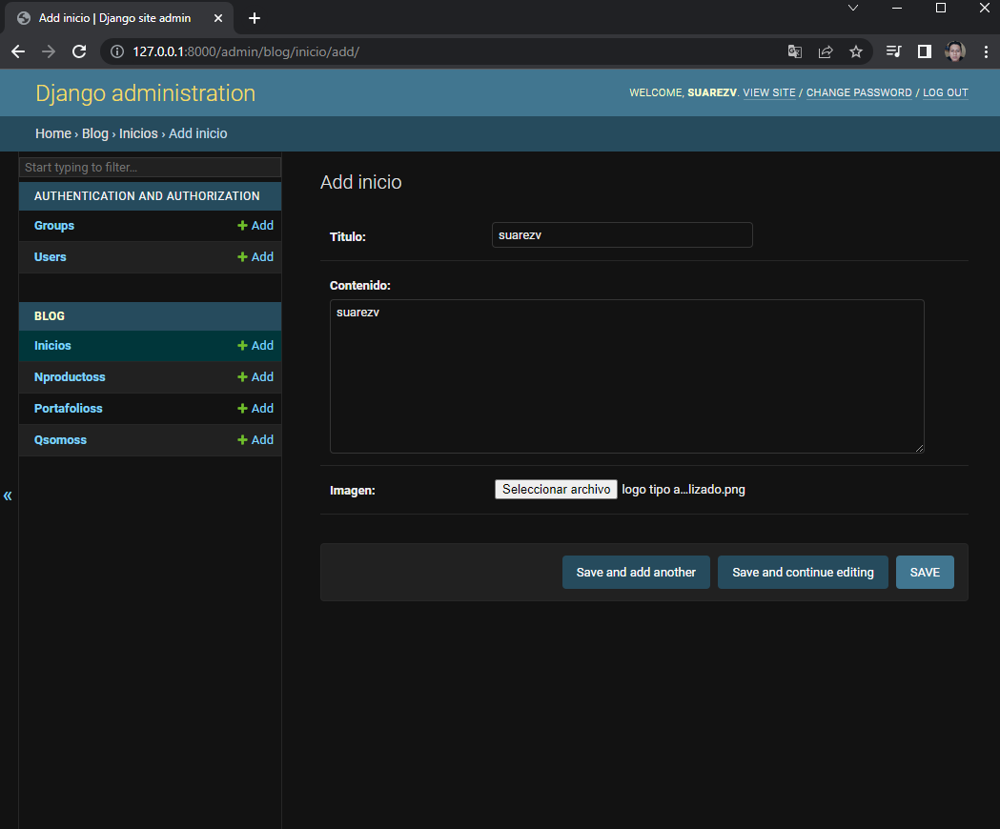 Add inicio | Django site admin
127.0.0.1:8000/admin/blog/inicio/add/
Django administration
WELCOME, SUAREZV. VIEW SITE / CHANGE PASSWORD / LOG OUT
Home › Blog › Inicios › Add inicio
Start typing to filter...
AUTHENTICATION AND AUTHORIZATION
Groups + Add
Users + Add
BLOG
Inicios + Add
Nproductoss + Add
Portafolioss + Add
Qsomoss + Add
«
Add inicio
Titulo: suarezv
Contenido:
suarezv
Imagen: Seleccionar archivo logo tipo a...lizado.png
Save and add another Save and continue editing SAVE